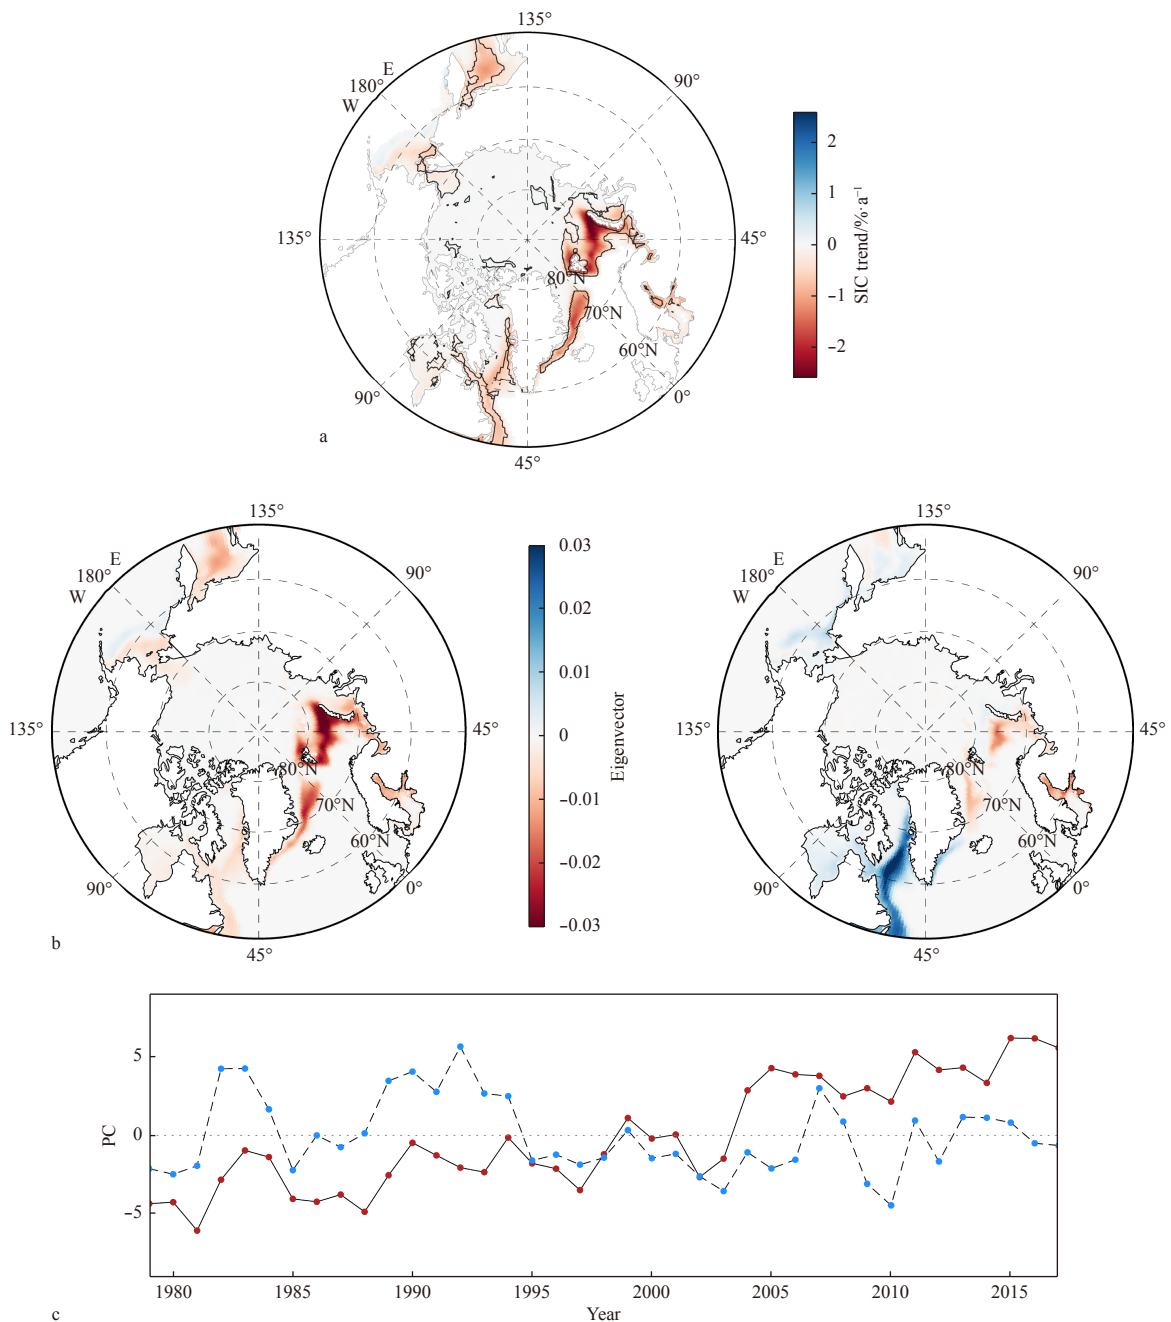 135°
E
180°
W
90°
135°
45°
80°N
70°N
60°N
90°
0°
45°
2
1
0
−1
−2
SIC trend/%·a⁻¹
a
135°
E
180°
W
90°
135°
45°
80°N
70°N
60°N
90°
0°
45°
0.03
0.02
0.01
0
−0.01
−0.02
−0.03
Eigenvector
135°
E
180°
W
90°
135°
45°
80°N
70°N
60°N
90°
0°
45°
b
5
0
−5
PC
1980 1985 1990 1995 2000 2005 2010 2015
Year
c